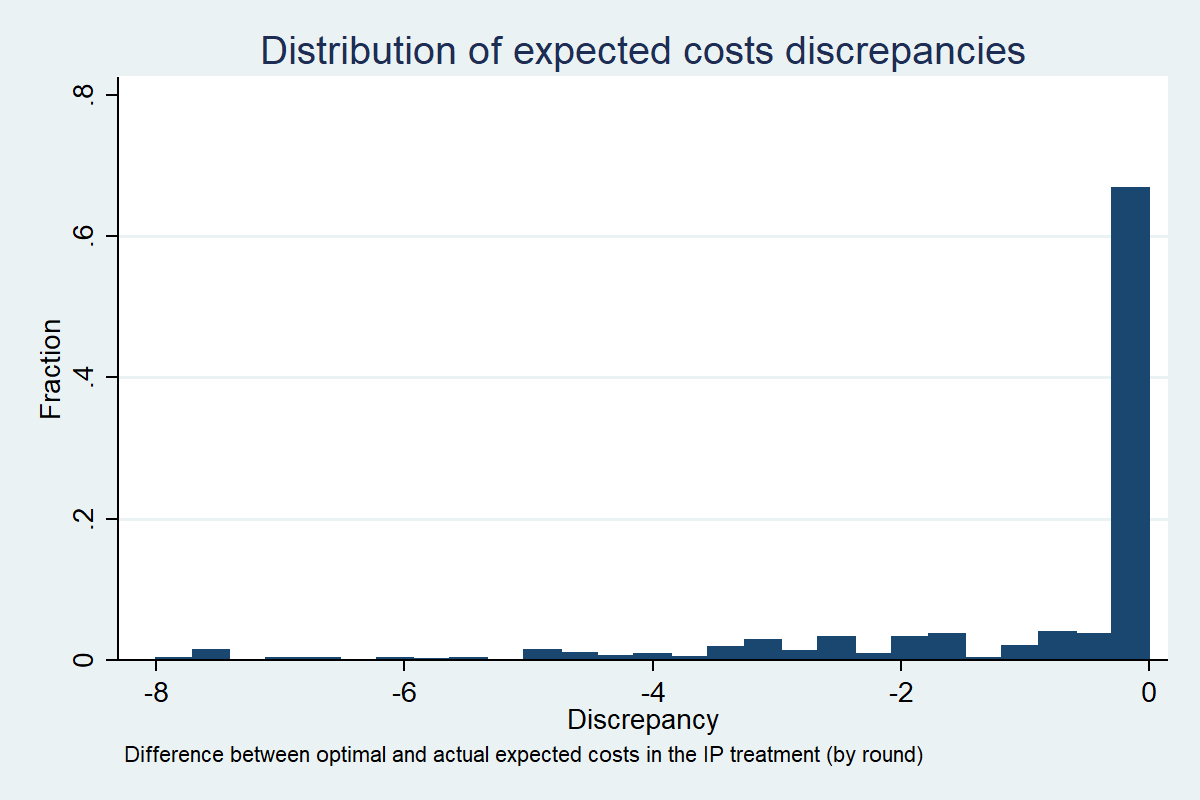 Distribution of expected costs discrepancies
.8
.6
.4
.2
0
Fraction
-8 -6 -4 -2 0
Discrepancy
Difference between optimal and actual expected costs in the IP treatment (by round)